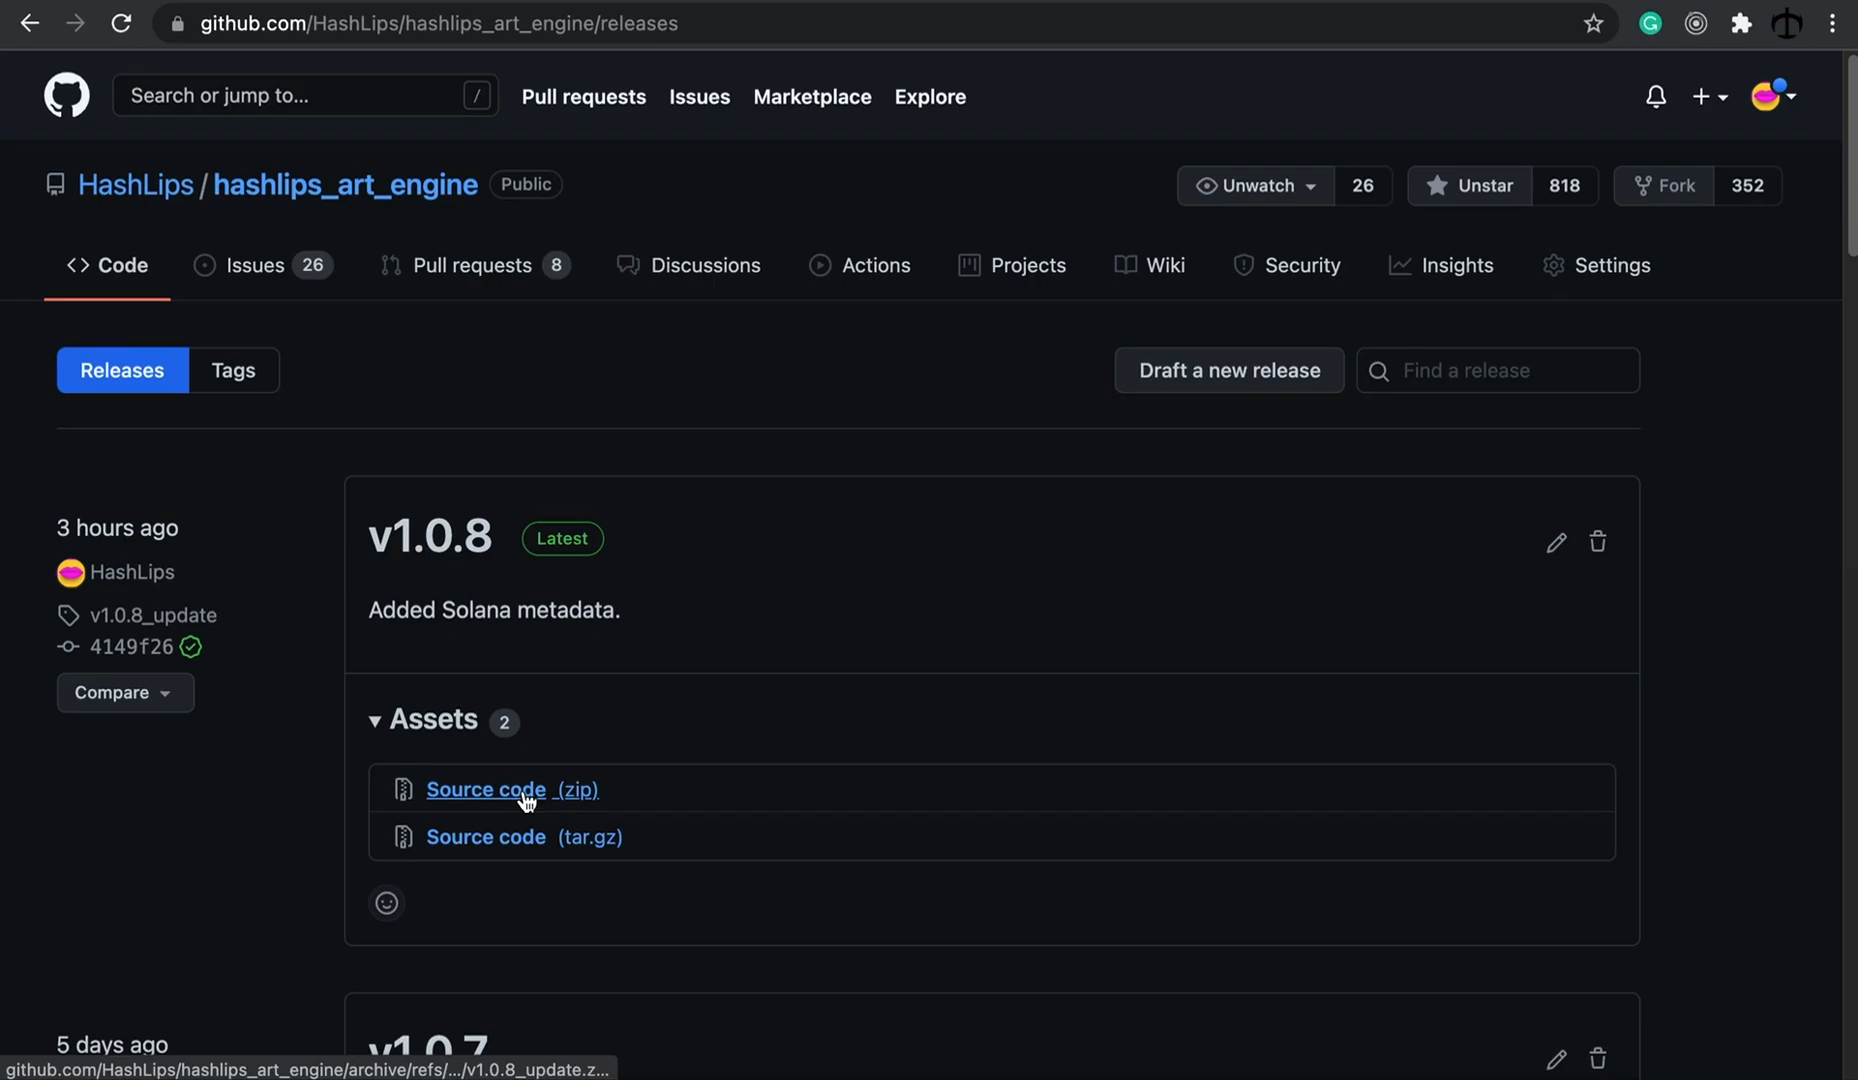 github.com/HashLips/hashlips_art_engine/releases
Search or jump to... /
Pull requests Issues Marketplace Explore
HashLips / hashlips_art_engine Public
Unwatch 26 Unstar 818 Fork 352
Code Issues 26 Pull requests 8 Discussions Actions Projects Wiki Security Insights Settings
Releases Tags
Draft a new release Find a release
3 hours ago
HashLips
v1.0.8_update
4149f26
Compare
v1.0.8 Latest
Added Solana metadata.
Assets 2
Source code (zip)
Source code (tar.gz)
5 days ago
v1.0.7
github.com/HashLips/hashlips_art_engine/archive/refs/.../v1.0.8_update.z...